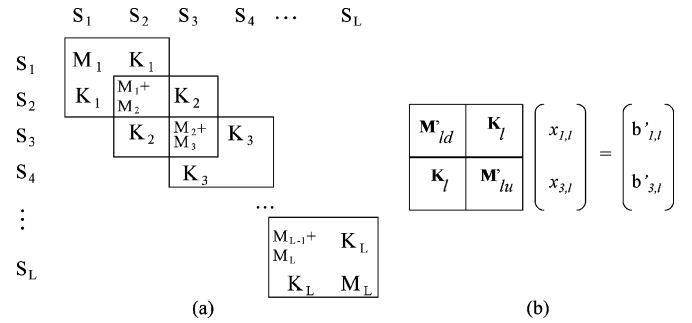 S1 S2 S3 S4 ... SL
S1 M1 K1
S2 K1 M1+ M2 K2
S3 K2 M2+ M3 K3
S4 K3
⋮ ...
SL ML-1+ ML KL
KL ML
M'ld Kl x1,l = b'1,l
Kl M'lu x3,l b'3,l
(a) (b)